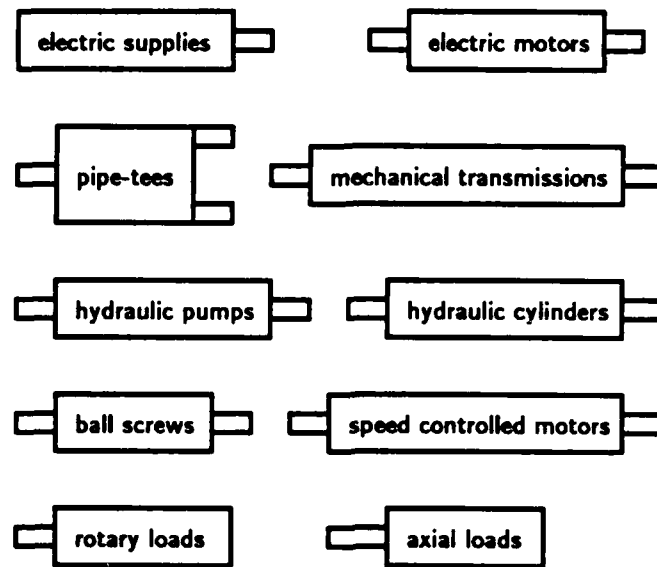 electric supplies
electric motors
pipe-tees
mechanical transmissions
hydraulic pumps
hydraulic cylinders
ball screws
speed controlled motors
rotary loads
axial loads